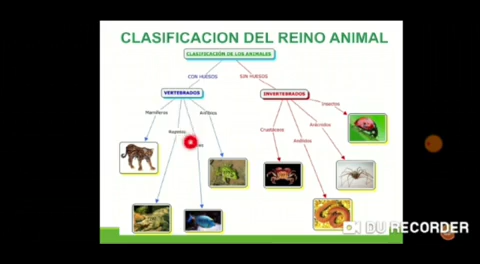 CLASIFICACION DEL REINO ANIMAL
CLASIFICACIÓN DE LOS ANIMALES
CON HUESOS
SIN HUESOS
VERTEBRADOS
INVERTEBRADOS
Insectos
Mamíferos
Anfibios
Arácnidos
Reptiles
Crustáceos
DU RECORDER